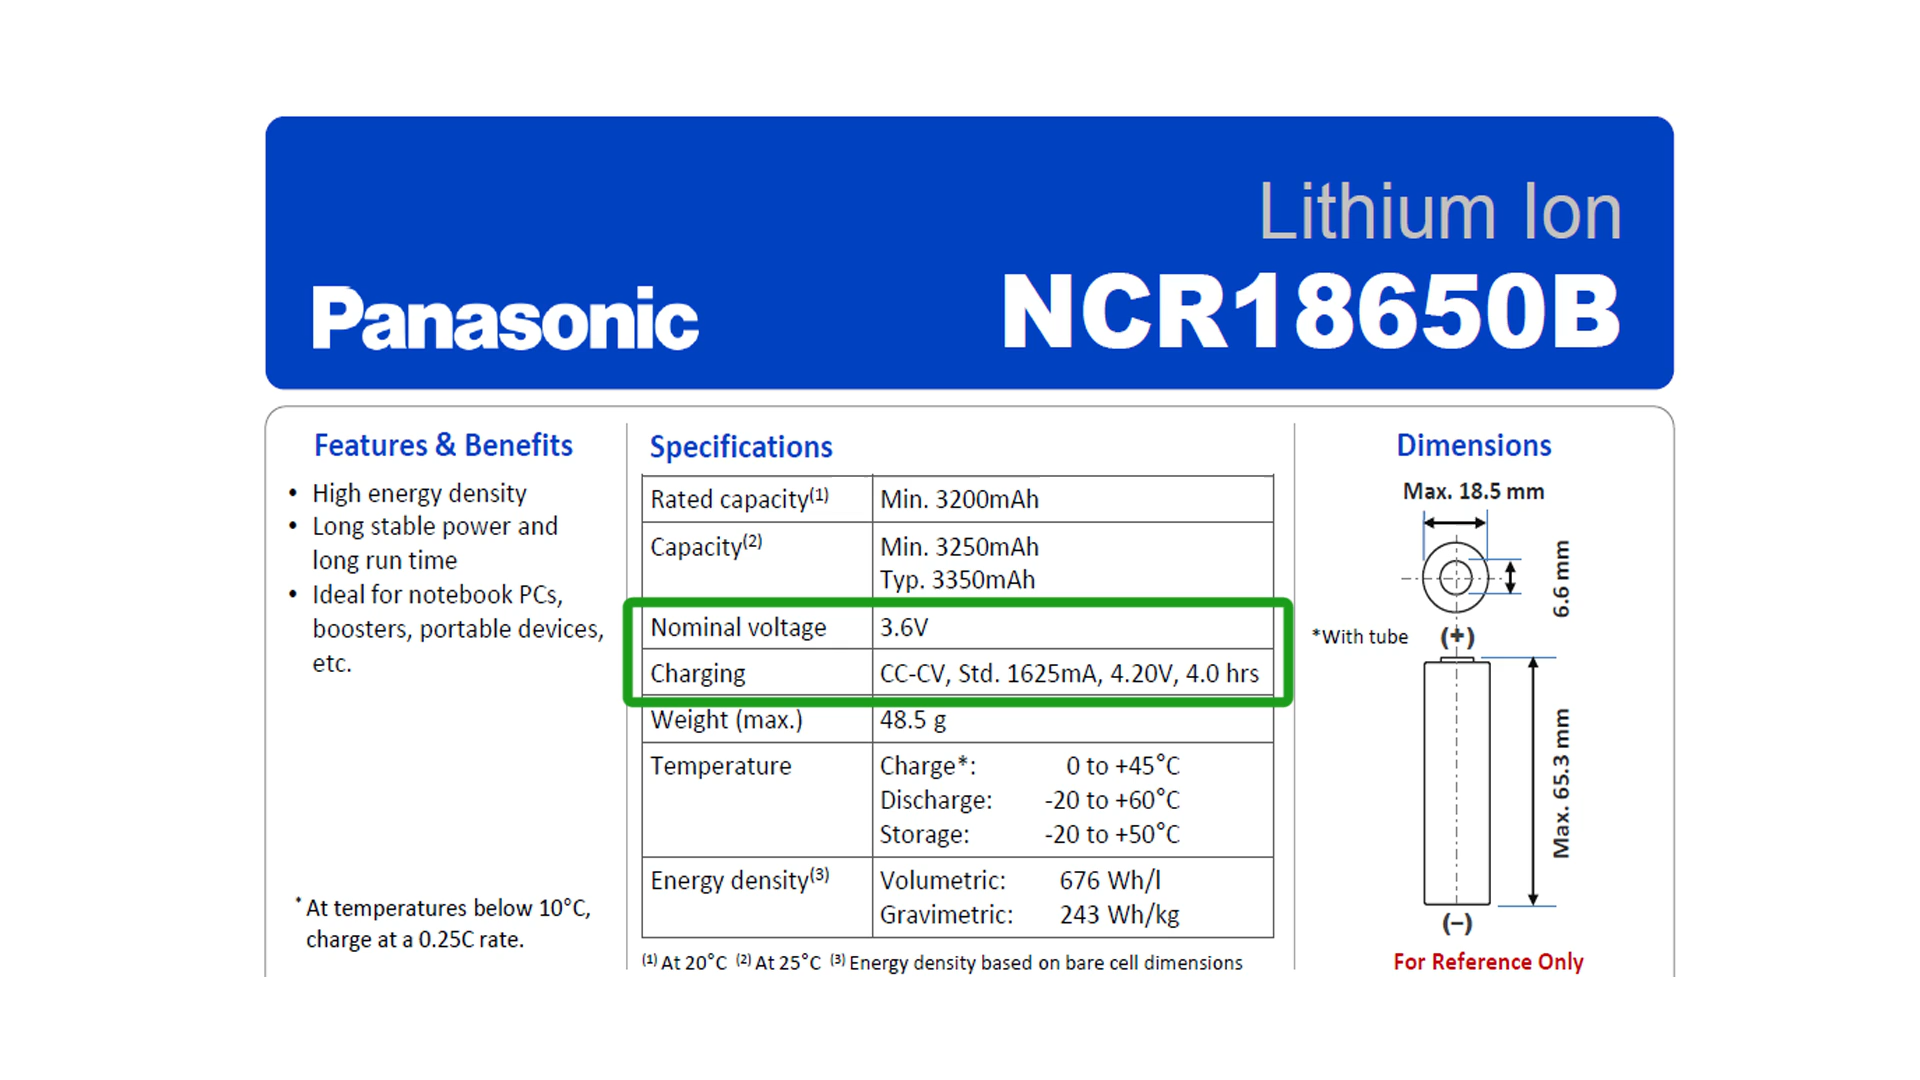 Lithium Ion
Panasonic
NCR18650B
Features & Benefits
• High energy density
• Long stable power and
long run time
• Ideal for notebook PCs,
boosters, portable devices,
etc.
* At temperatures below 10°C,
charge at a 0.25C rate.
Specifications
Rated capacity(1) Min. 3200mAh
Capacity(2) Min. 3250mAh
Typ. 3350mAh
Nominal voltage 3.6V
Charging CC-CV, Std. 1625mA, 4.20V, 4.0 hrs
Weight (max.) 48.5 g
Temperature Charge*: 0 to +45°C
Discharge: -20 to +60°C
Storage: -20 to +50°C
Energy density(3) Volumetric: 676 Wh/l
Gravimetric: 243 Wh/kg
(1) At 20°C (2) At 25°C (3) Energy density based on bare cell dimensions
Dimensions
Max. 18.5 mm
6.6 mm
*With tube
(+)
Max. 65.3 mm
(–)
For Reference Only